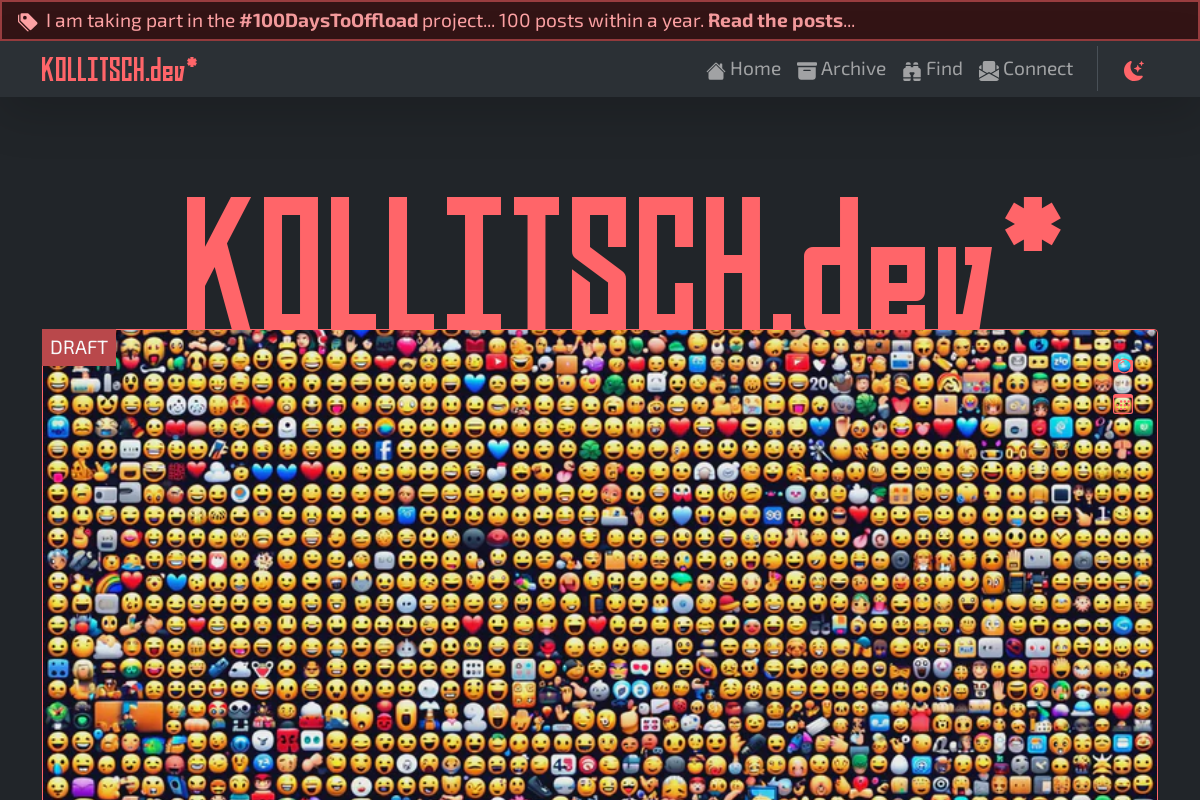 I am taking part in the #100DaysToOffload project... 100 posts within a year. Read the posts...
KOLLITSCH.dev*
Home
Archive
Find
Connect
KOLLITSCH.dev*
DRAFT